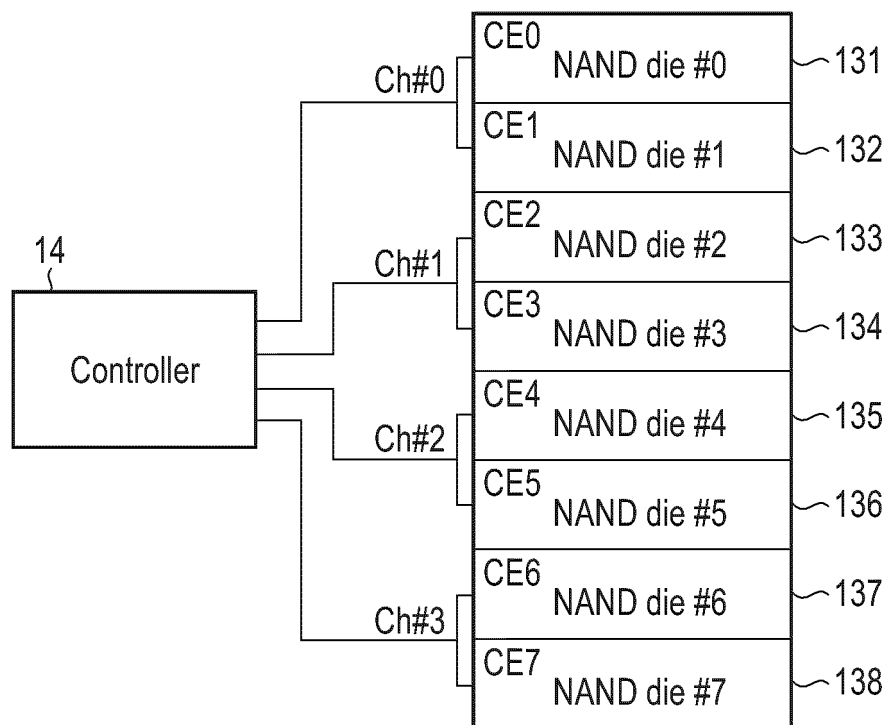 CE0
NAND die #0
131
Ch#0
CE1
NAND die #1
132
CE2
NAND die #2
133
14
Ch#1
CE3
NAND die #3
134
Controller
CE4
NAND die #4
135
Ch#2
CE5
NAND die #5
136
CE6
NAND die #6
137
Ch#3
CE7
NAND die #7
138